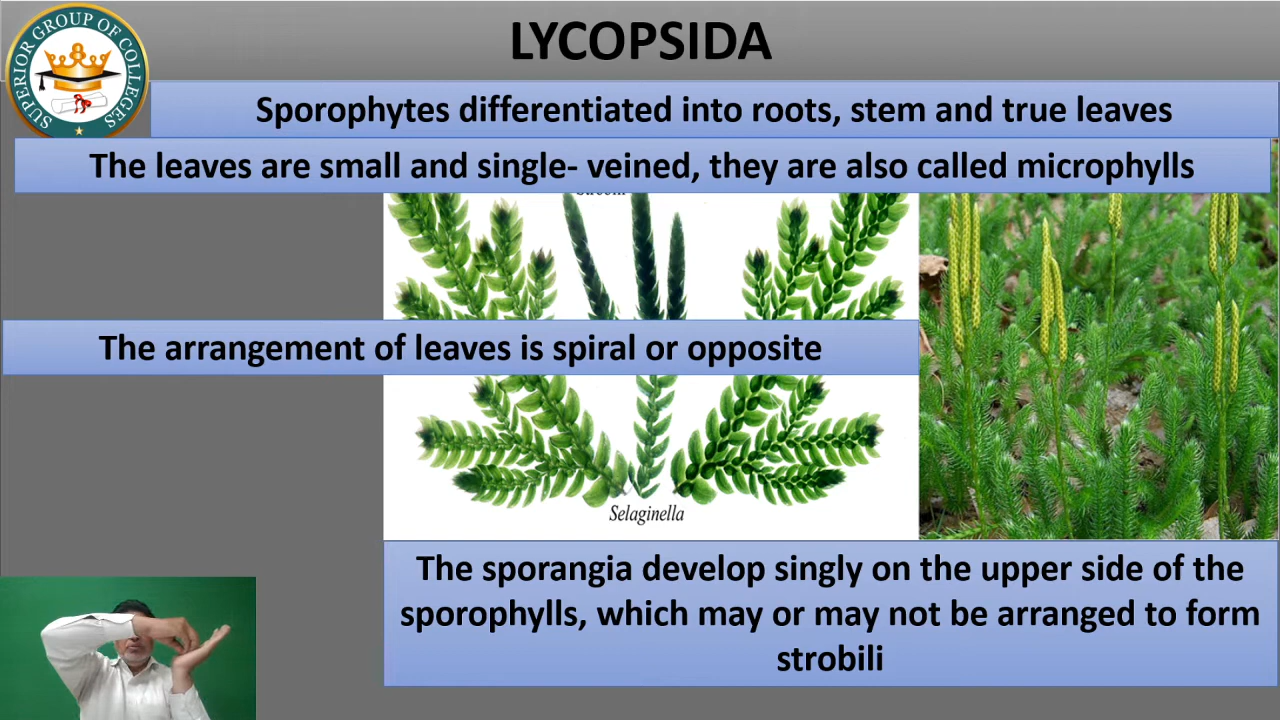 LYCOPSIDA
SUPERIOR GROUP OF COLLEGES
Sporophytes differentiated into roots, stem and true leaves
The leaves are small and single- veined, they are also called microphylls
The arrangement of leaves is spiral or opposite
Selaginella
The sporangia develop singly on the upper side of the
sporophylls, which may or may not be arranged to form
strobili